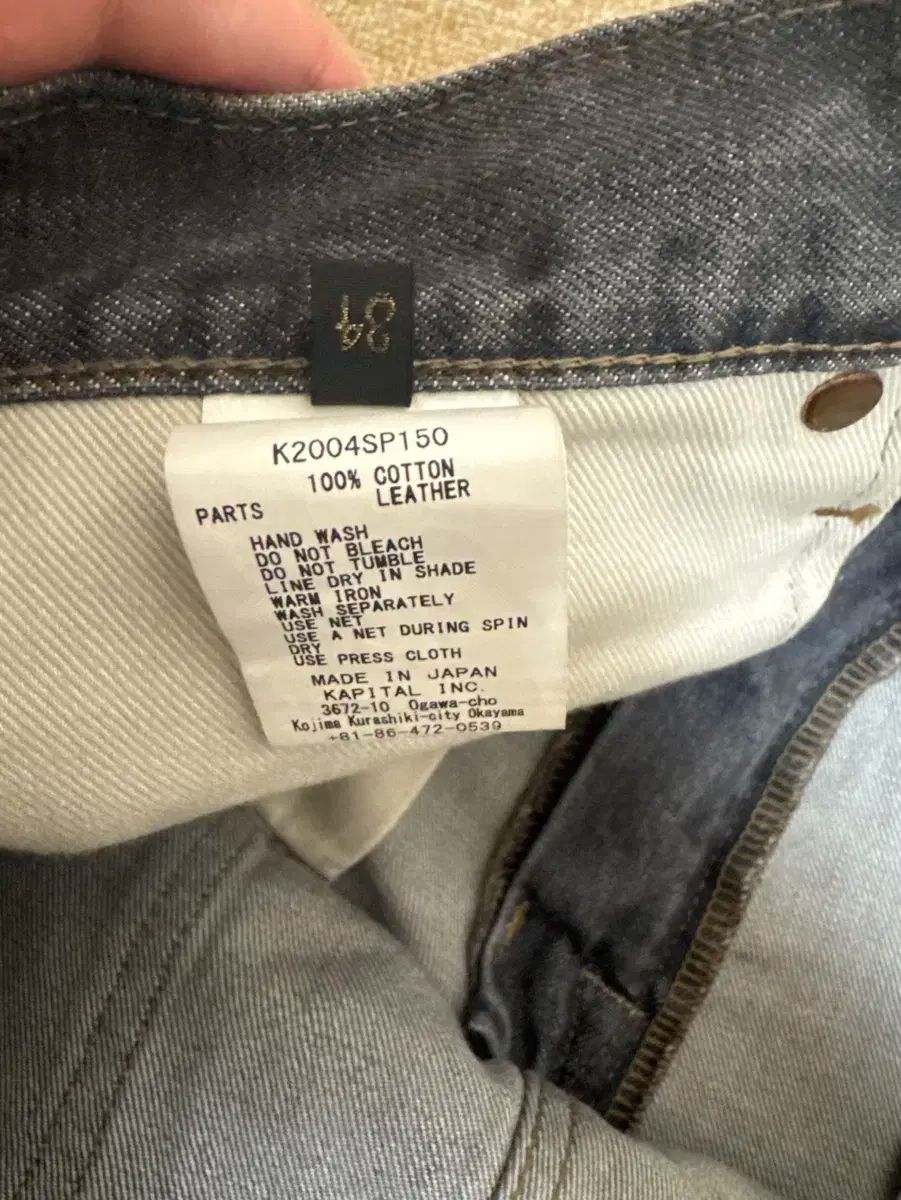 34
K2004SP150
100% COTTON
LEATHER
PARTS
HAND WASH
DO NOT BLEACH
DO NOT TUMBLE
LINE DRY IN SHADE
WARM IRON
WASH SEPARATELY
USE NET
USE A NET DURING SPIN
DRY
USE PRESS CLOTH
MADE IN JAPAN
KAPITAL INC.
3672-10 Ogawa-cho
Kojima Kurashiki-city Okayama
+81-86-472-0539